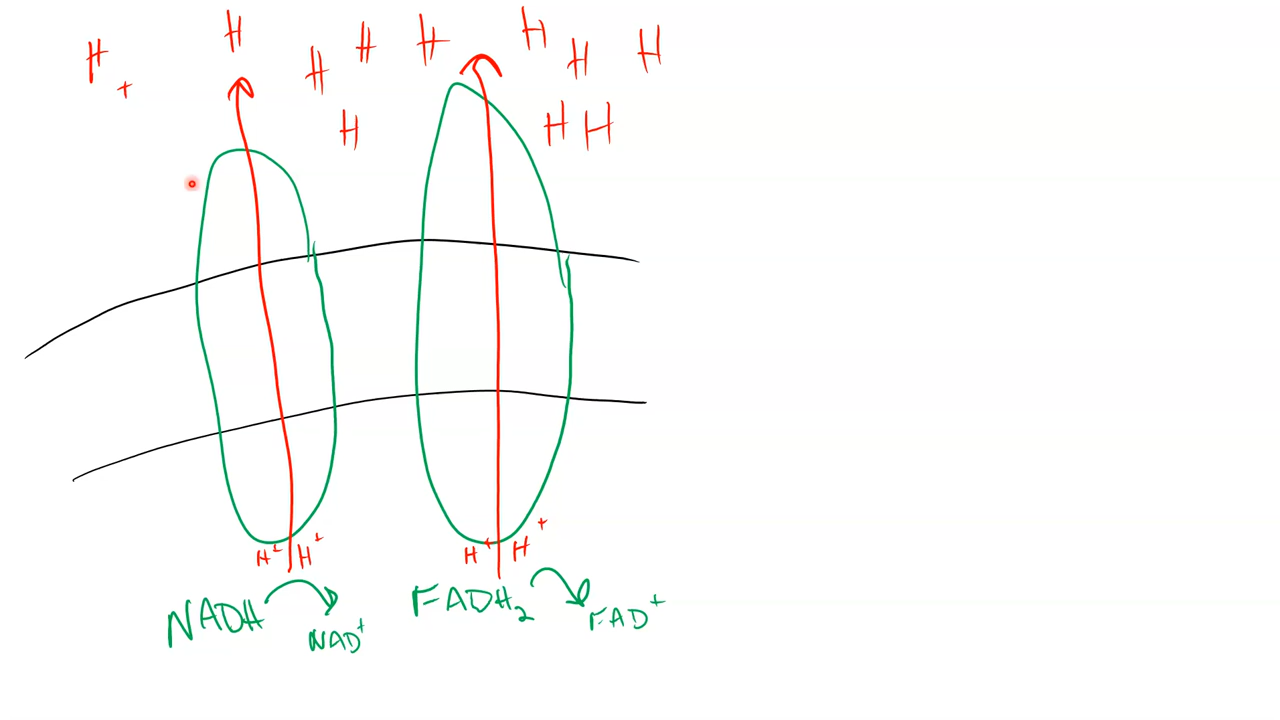 H H H H H H H H
+
H H H
H⁺ H⁺ H⁺ H⁺
NADH FADH₂
NAD⁺ FAD⁺